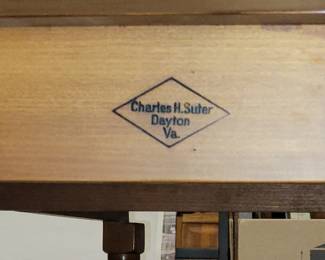 Charles H. Suter
Dayton
Va.